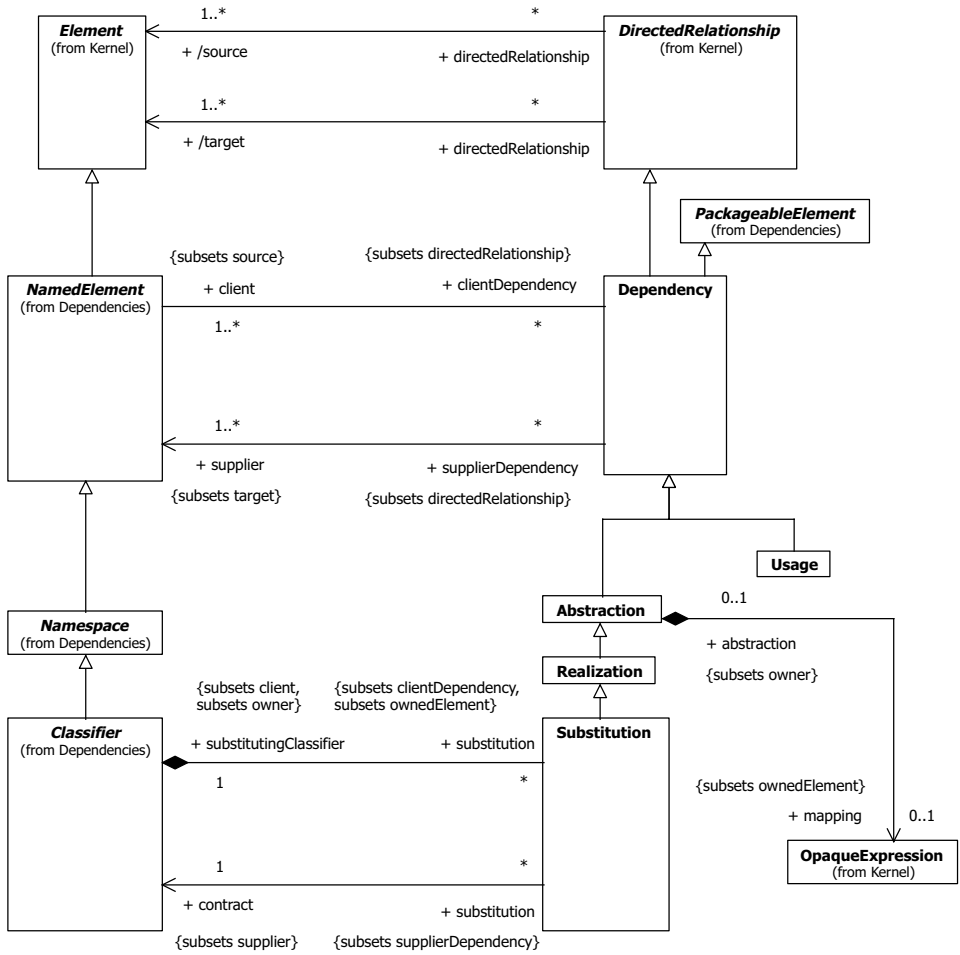 Element
(from Kernel)
1..*
*
+ /source
+ directedRelationship
DirectedRelationship
(from Kernel)
1..*
*
+ /target
+ directedRelationship
PackageableElement
(from Dependencies)
{subsets source}
{subsets directedRelationship}
NamedElement
(from Dependencies)
+ client
+ clientDependency
Dependency
1..*
*
1..*
*
+ supplier
+ supplierDependency
{subsets target}
{subsets directedRelationship}
Usage
Abstraction
0..1
Namespace
(from Dependencies)
+ abstraction
{subsets owner}
Realization
{subsets client,
subsets owner}
{subsets clientDependency,
subsets ownedElement}
Classifier
(from Dependencies)
+ substitutingClassifier
+ substitution
Substitution
1
*
{subsets ownedElement}
+ mapping
0..1
OpaqueExpression
(from Kernel)
1
*
+ contract
+ substitution
{subsets supplier}
{subsets supplierDependency}